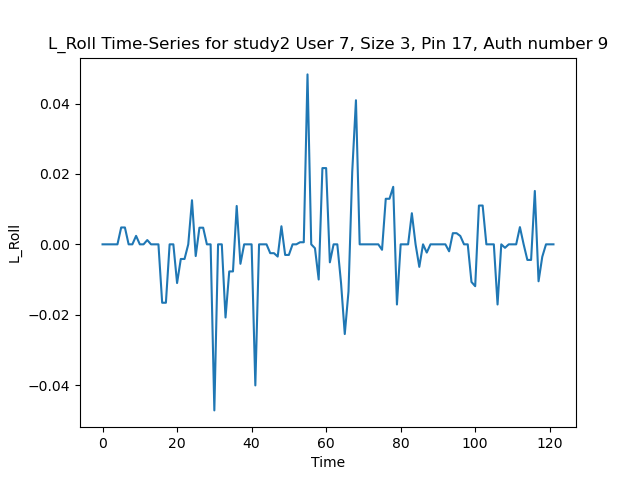 L_Roll Time-Series for study2 User 7, Size 3, Pin 17, Auth number 9
0.04
0.02
0.00
−0.02
−0.04
L_Roll
0 20 40 60 80 100 120
Time